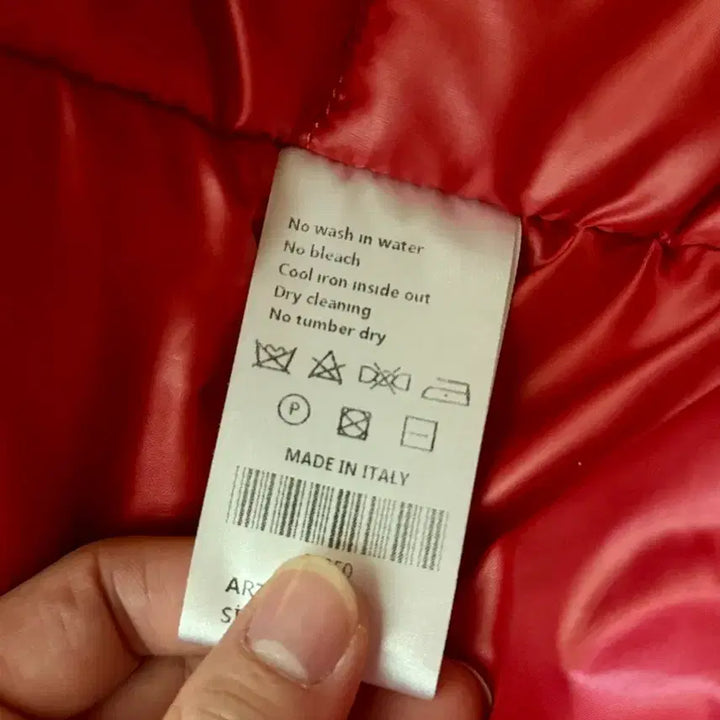 No wash in water
No bleach
Cool iron inside out
Dry cleaning
No tumber dry
P
MADE IN ITALY